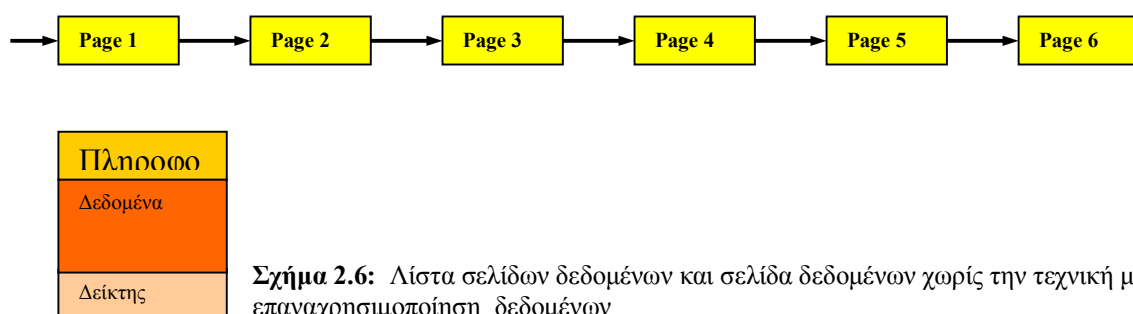 Page 1 Page 2 Page 3 Page 4 Page 5 Page 6
Πληροφο
Δεδομένα
Δείκτης
Σχήμα 2.6: Λίστα σελίδων δεδομένων και σελίδα δεδομένων χωρίς την τεχνική μ
επαναχρησιμοποίηση δεδομένων